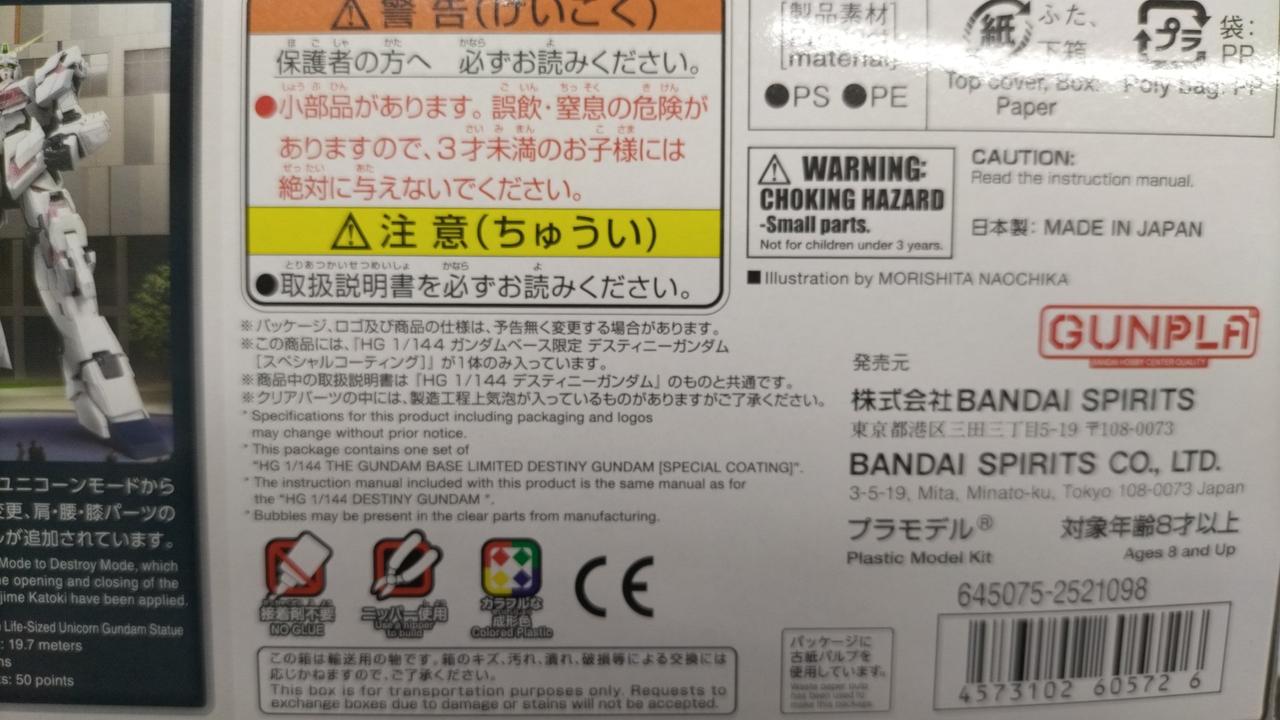 ユニコーンモードから
変更、肩・腰・膝パーツの
が追加されています。
Mode to Destroy Mode, which
opening and closing of the
Katoki have been applied.
Life-Sized Unicorn Gundam Statue
: 19.7 meters
: 50 points
⚠警告(けいこく)
保護者の方へ 必ずお読みください。
●小部品があります。誤飲・窒息の危険が
ありますので、3才未満のお子様には
絶対に与えないでください。
⚠注意(ちゅうい)
●取扱説明書を必ずお読みください。
※パッケージ、ロゴ及び商品の仕様は、予告無く変更する場合があります。
※この商品には、「HG 1/144 ガンダムベース限定 デスティニーガンダム
[スペシャルコーティング]」が1体のみ入っています。
※商品中の取扱説明書は「HG 1/144 デスティニーガンダム」のものと共通です。
※クリアパーツの中には、製造工程上気泡が入っているものがありますがご了承ください。
* Specifications for this product including packaging and logos
may change without prior notice.
* This package contains one set of
"HG 1/144 THE GUNDAM BASE LIMITED DESTINY GUNDAM [SPECIAL COATING]".
* The instruction manual included with this product is the same manual as for
the "HG 1/144 DESTINY GUNDAM ".
* Bubbles may be present in the clear parts from manufacturing.
接着剤不要
NO GLUE
ニッパー使用
Use a nipper
to build
カラフルな
成形色
Colored Plastic
CE
この箱は輸送用の物です。箱のキズ、汚れ、潰れ、破損等による交換には
応じかねますので、ご了承ください。
This box is for transportation purposes only. Requests to
exchange boxes due to damage or stains will not be accepted.
[製品素材]
[material]
●PS ●PE
紙
ふた、
下箱
Top cover, Box:
Paper
プラ
袋:
PP
Poly bag: PP
⚠ WARNING:
CHOKING HAZARD
-Small parts.
Not for children under 3 years.
CAUTION:
Read the instruction manual.
日本製: MADE IN JAPAN
■Illustration by MORISHITA NAOCHIKA
GUNPLA
BANDAI HOBBY CENTER QUALITY
発売元
株式会社BANDAI SPIRITS
東京都港区三田三丁目5-19 〒108-0073
BANDAI SPIRITS CO., LTD.
3-5-19, Mita, Minato-ku, Tokyo 108-0073 Japan
プラモデル®
Plastic Model Kit
対象年齢8才以上
Ages 8 and Up
645075-2521098
4573102 60572 6
パッケージに
古紙パルプを
使用しています。
Waste paper pulp
has been used to
make this package.